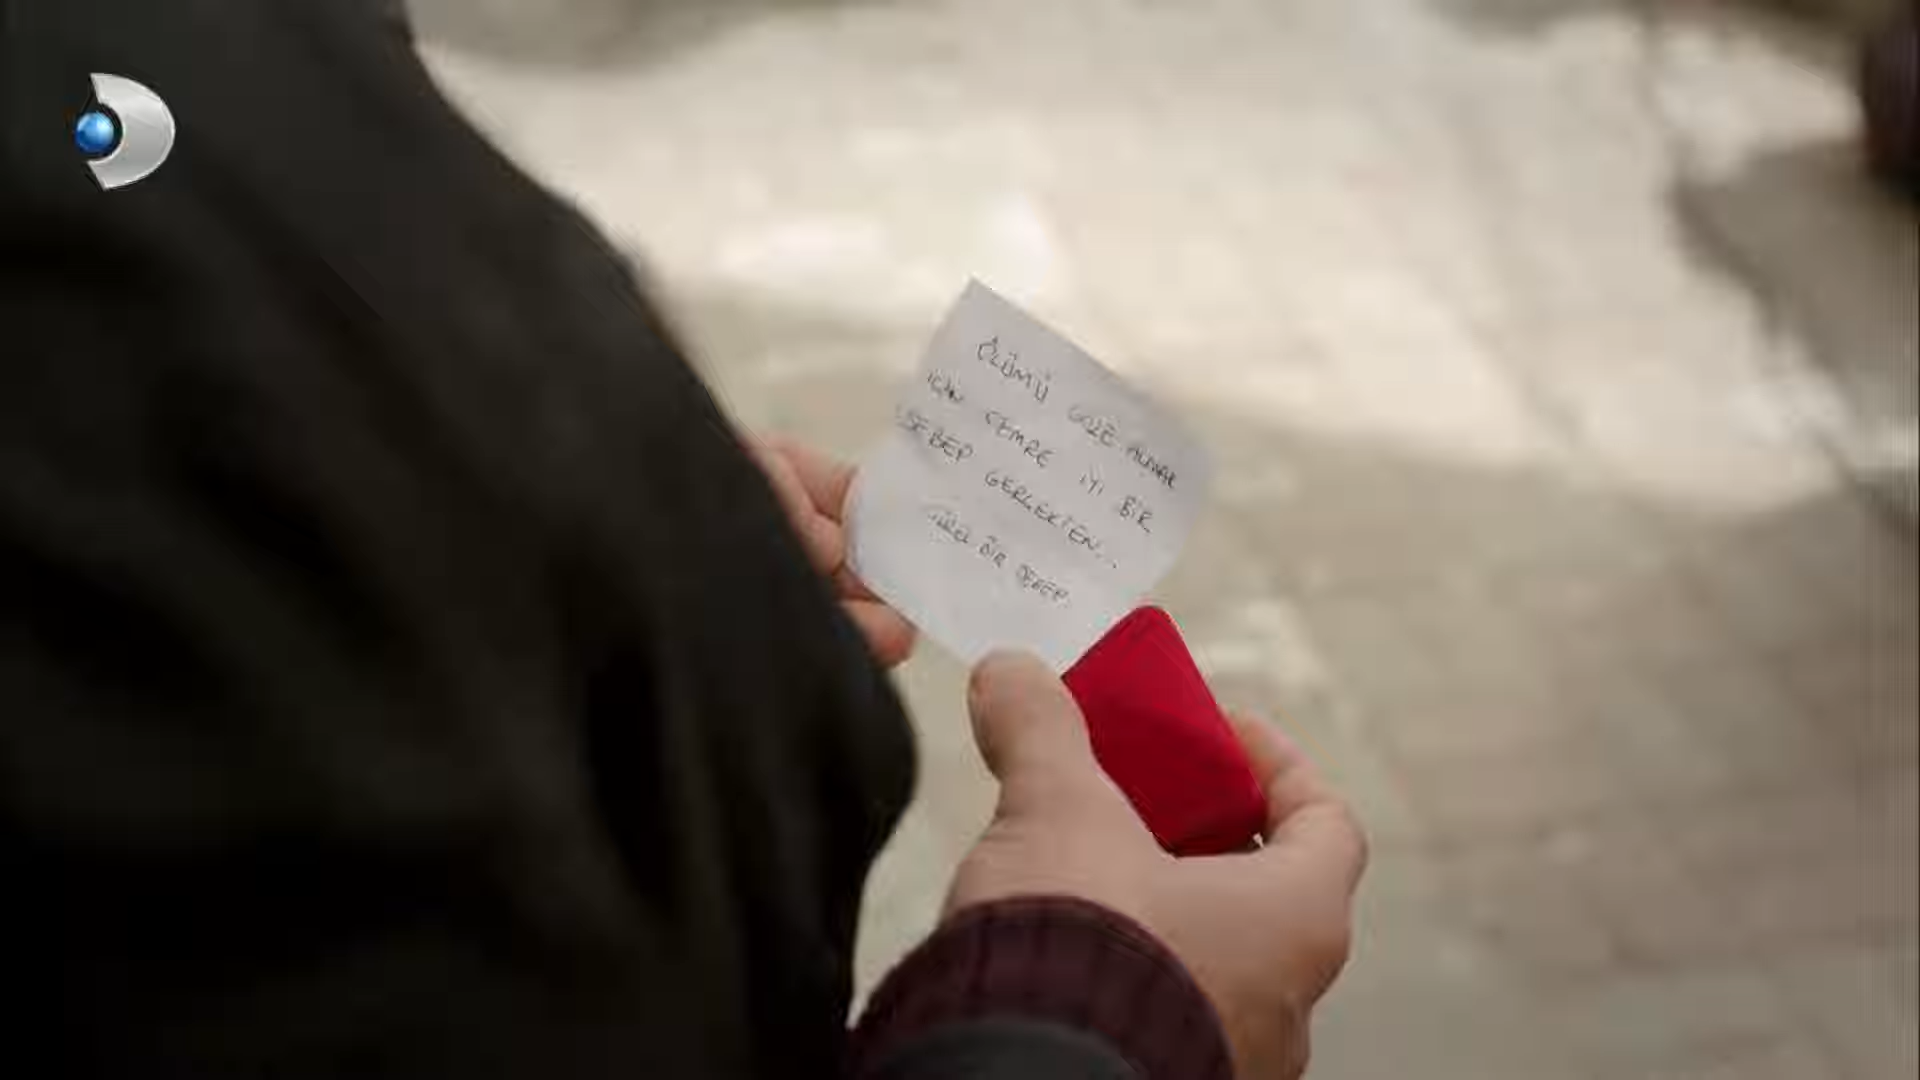 ÖLÜMÜ GÖZE ALMAK
İÇİN CEMRE İYİ BİR
SEBEP GERÇEKTEN...
GÜZEL BİR SEBEP.